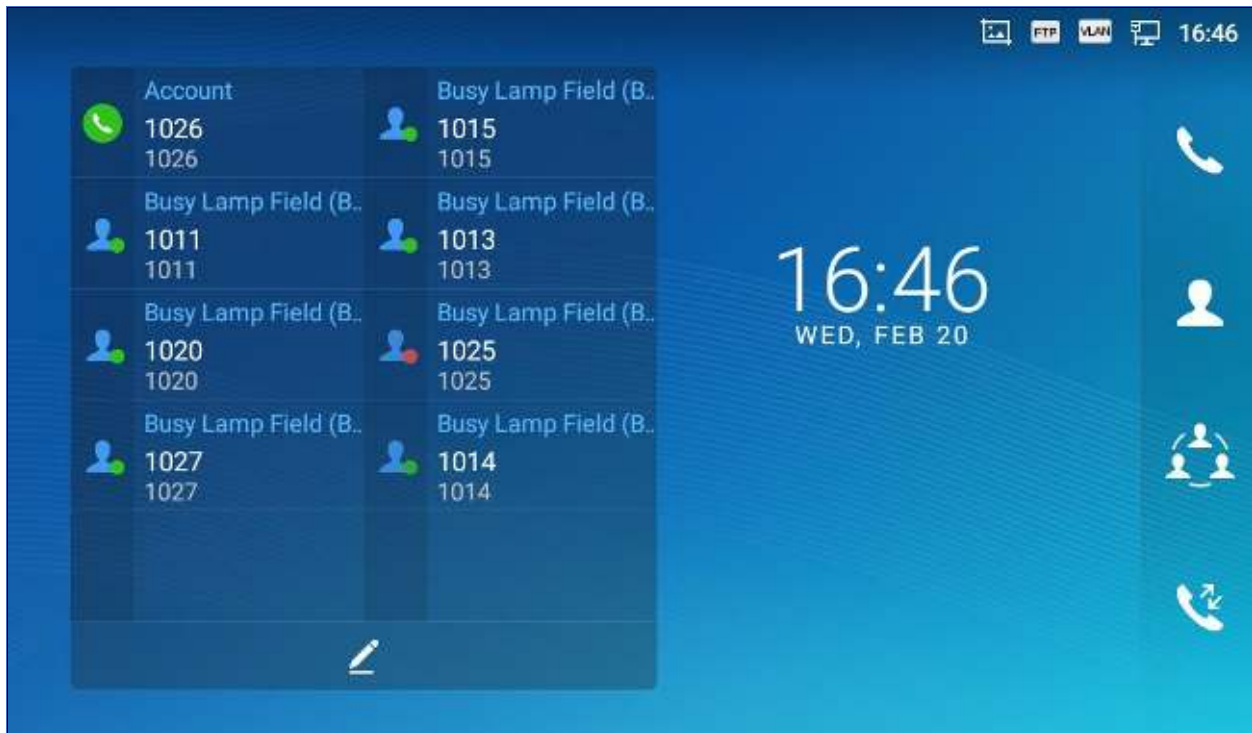 FTP VLAN 16:46
Account
1026
1026
Busy Lamp Field (B..
1015
1015
Busy Lamp Field (B..
1011
1011
Busy Lamp Field (B..
1013
1013
Busy Lamp Field (B..
1020
1020
Busy Lamp Field (B..
1025
1025
Busy Lamp Field (B..
1027
1027
Busy Lamp Field (B..
1014
1014
16:46
WED, FEB 20